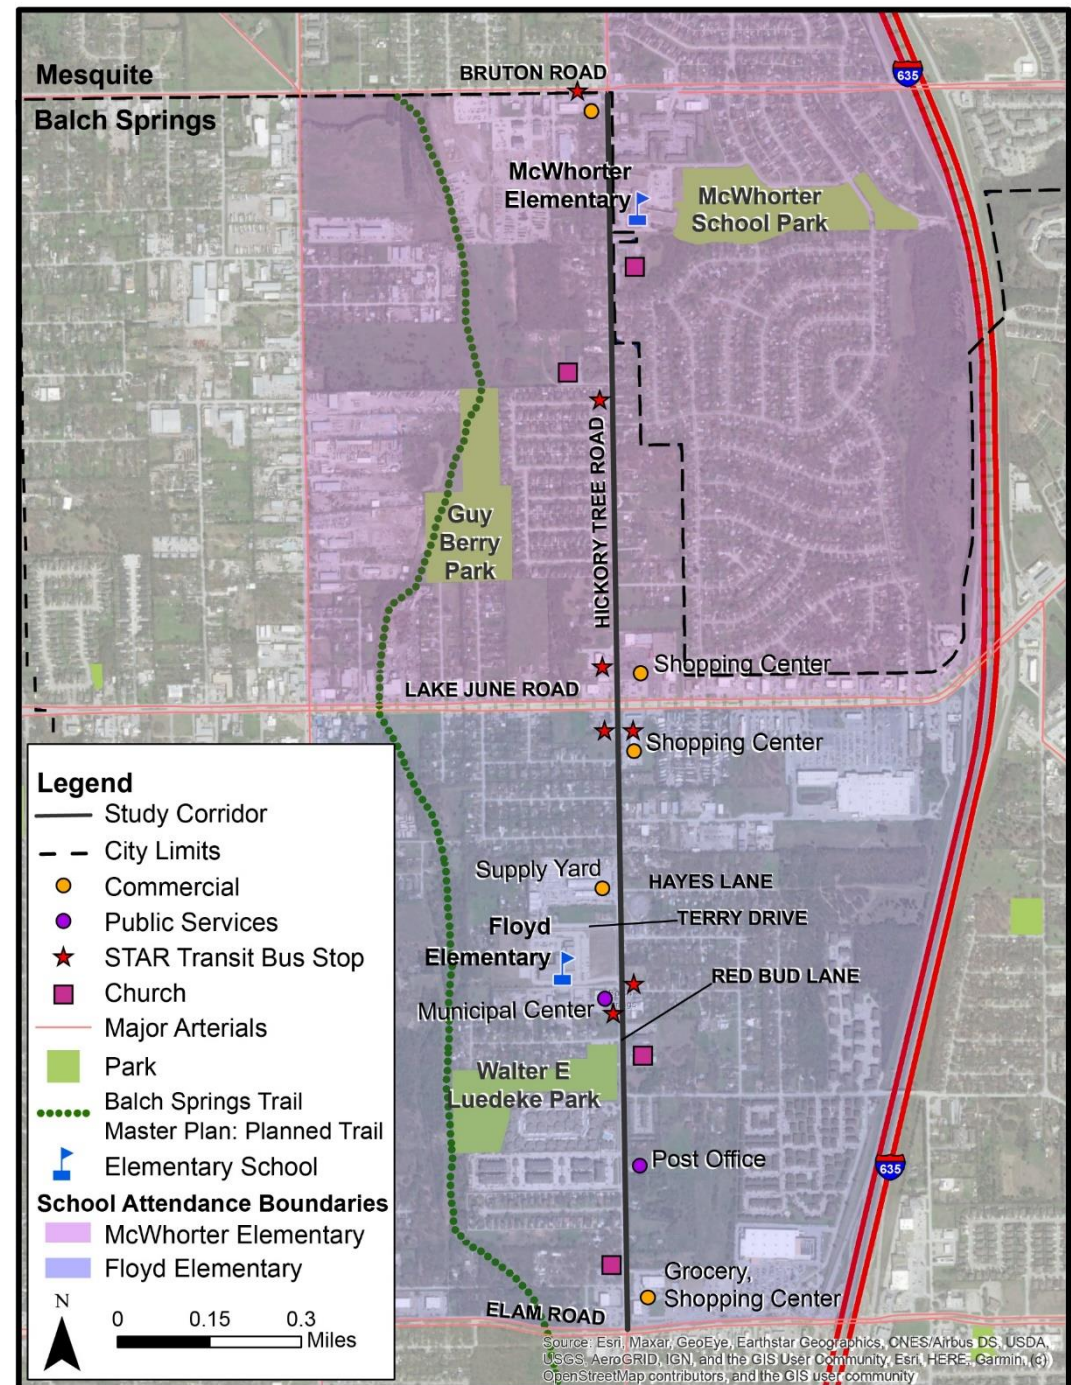 BRUTON ROAD
635
Mesquite
Balch Springs
McWhorter
Elementary
McWhorter
School Park
HICKORY TREE ROAD
Guy
Berry
Park
Shopping Center
LAKE JUNE ROAD
Shopping Center
Supply Yard
HAYES LANE
TERRY DRIVE
Floyd
Elementary
RED BUD LANE
Municipal Center
Walter E
Luedeke Park
Post Office
635
Grocery,
Shopping Center
ELAM ROAD
Legend
Study Corridor
City Limits
Commercial
Public Services
STAR Transit Bus Stop
Church
Major Arterials
Park
Balch Springs Trail
Master Plan: Planned Trail
Elementary School
School Attendance Boundaries
McWhorter Elementary
Floyd Elementary
N
0 0.15 0.3
Miles
Source: Esri, Maxar, GeoEye, Earthstar Geographics, CNES/Airbus DS, USDA,
USGS, AeroGRID, IGN, and the GIS User Community, Esri, HERE, Garmin, (c)
OpenStreetMap contributors, and the GIS user community